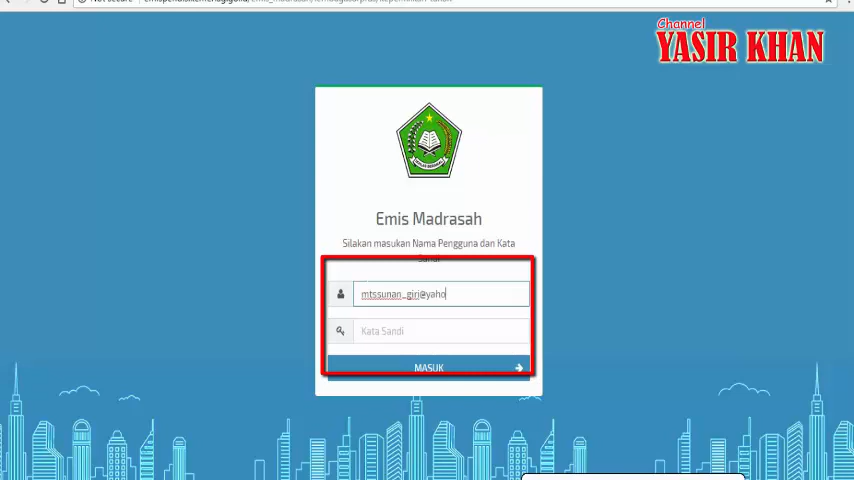 Channel
YASIR KHAN
Emis Madrasah
Silakan masukan Nama Pengguna dan Kata
Sandi
mtssunan_giri@yaho
Kata Sandi
MASUK